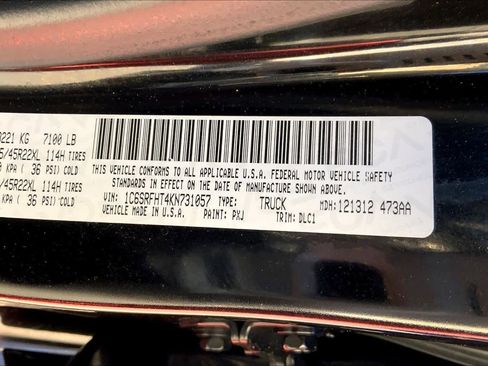 3221 KG 7100 LB
5/45R22XL 114H TIRES
KPA ( 36 PSI) COLD
/45R22XL 114H TIRES
KPA ( 36 PSI) COLD
THIS VEHICLE CONFORMS TO ALL APPLICABLE U.S.A. FEDERAL MOTOR VEHICLE SAFETY
STANDARDS IN EFFECT ON THE DATE OF MANUFACTURE SHOWN ABOVE.
VIN: 1C6SRFHT4KN731057 TYPE: TRUCK MDH: 121312 473AA
VEHICLE MADE IN U.S.A. PAINT: PXJ TRIM: DLC1